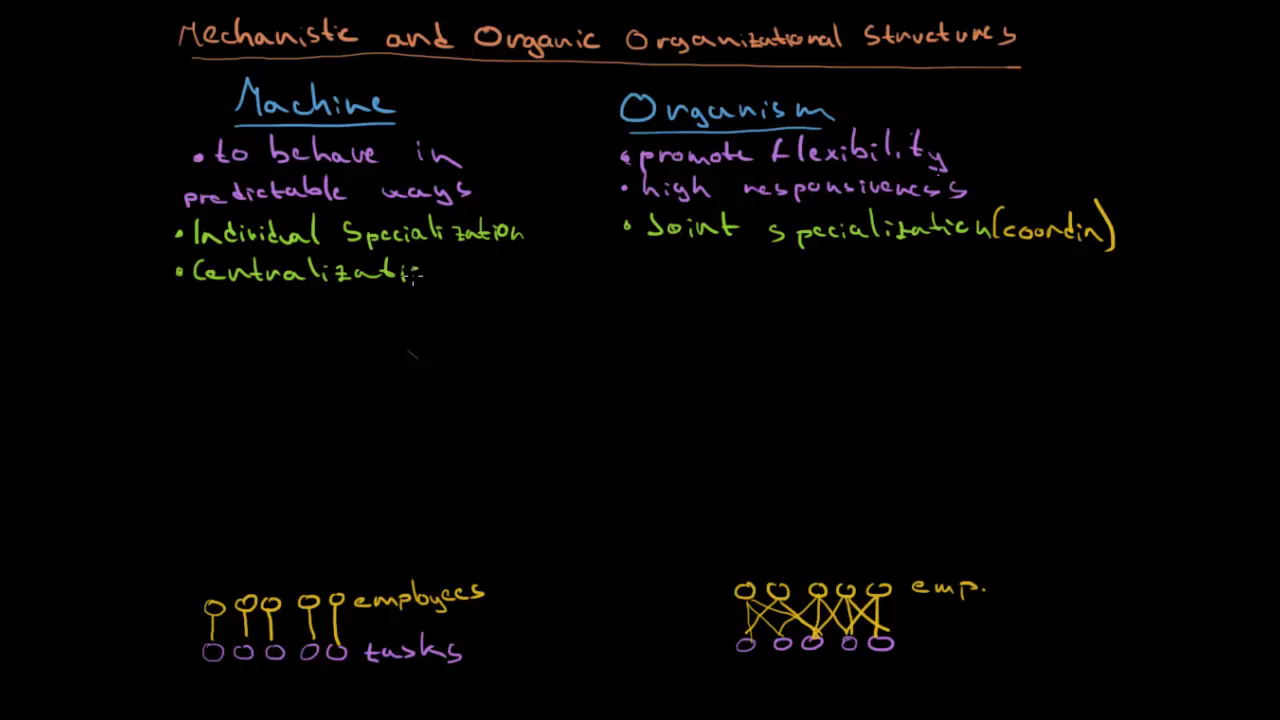 Mechanistic and Organic Organizational Structures
Machine
• to behave in
predictable ways
• Individual Specialization
• Centralizati
Organism
• promote flexibility
• high responsiveness
• Joint specialization (coordin)
employees
tasks
emp.